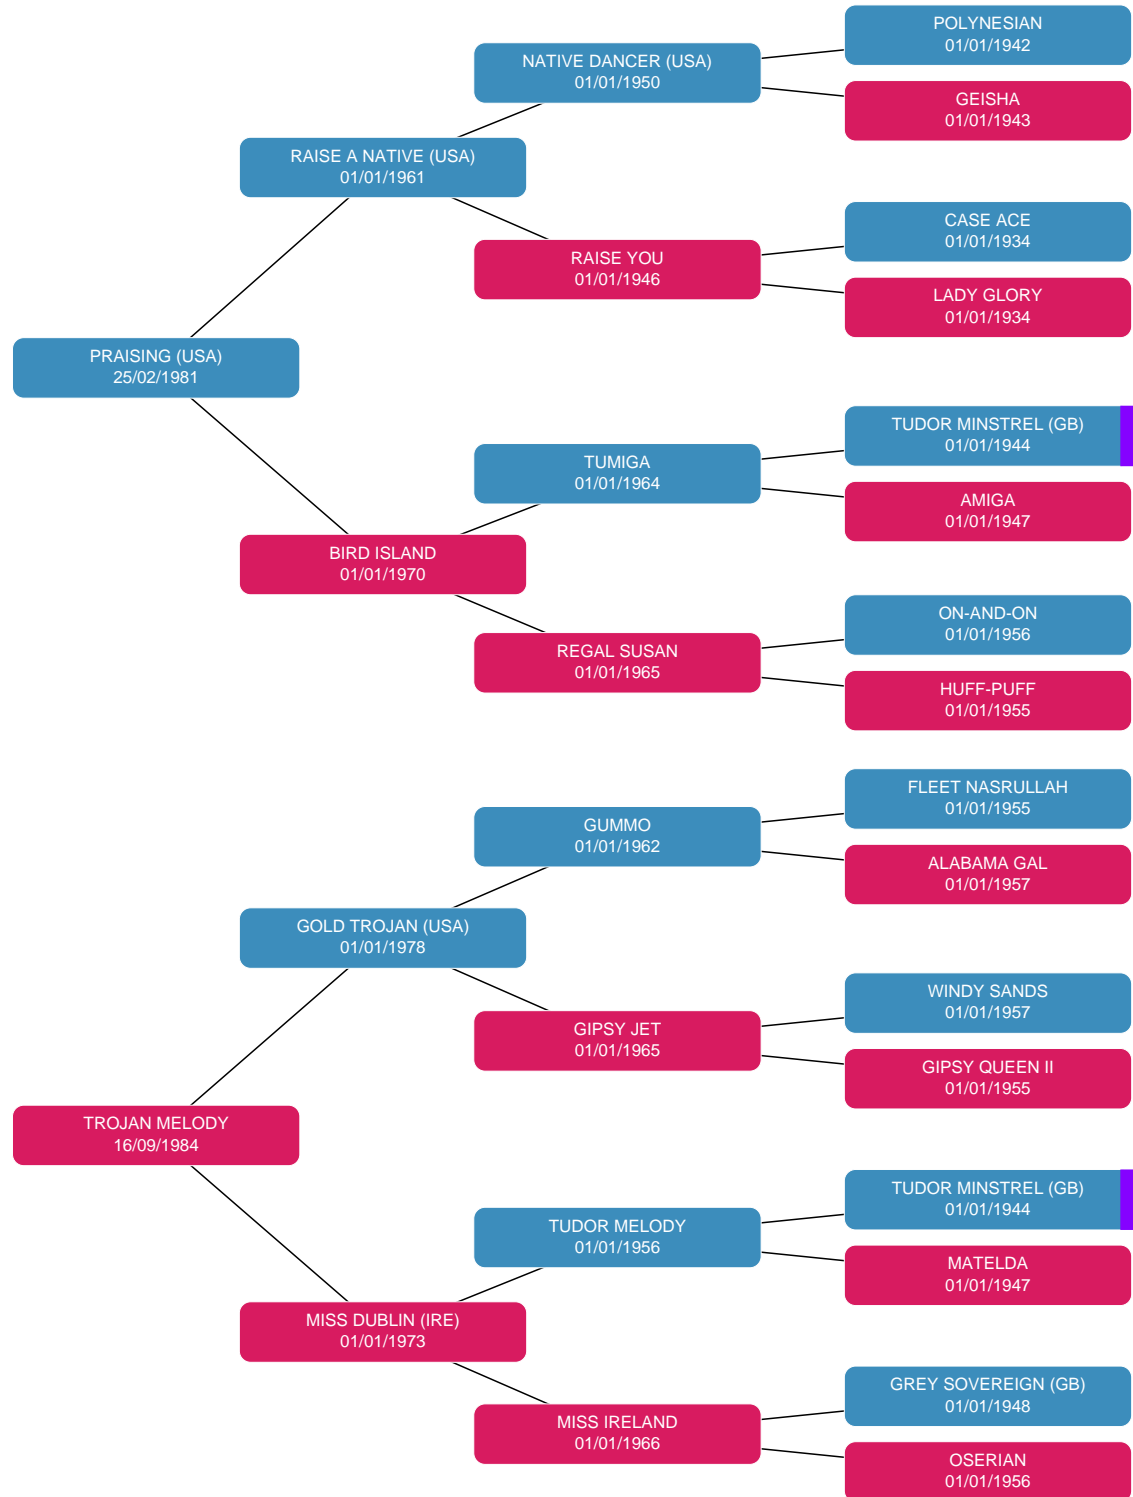 POLYNESIAN
01/01/1942
NATIVE DANCER (USA)
01/01/1950
GEISHA
01/01/1943
RAISE A NATIVE (USA)
01/01/1961
CASE ACE
01/01/1934
RAISE YOU
01/01/1946
LADY GLORY
01/01/1934
PRAISING (USA)
25/02/1981
TUDOR MINSTREL (GB)
01/01/1944
TUMIGA
01/01/1964
AMIGA
01/01/1947
BIRD ISLAND
01/01/1970
ON-AND-ON
01/01/1956
REGAL SUSAN
01/01/1965
HUFF-PUFF
01/01/1955
FLEET NASRULLAH
01/01/1955
GUMMO
01/01/1962
ALABAMA GAL
01/01/1957
GOLD TROJAN (USA)
01/01/1978
WINDY SANDS
01/01/1957
GIPSY JET
01/01/1965
GIPSY QUEEN II
01/01/1955
TROJAN MELODY
16/09/1984
TUDOR MINSTREL (GB)
01/01/1944
TUDOR MELODY
01/01/1956
MATELDA
01/01/1947
MISS DUBLIN (IRE)
01/01/1973
GREY SOVEREIGN (GB)
01/01/1948
MISS IRELAND
01/01/1966
OSERIAN
01/01/1956